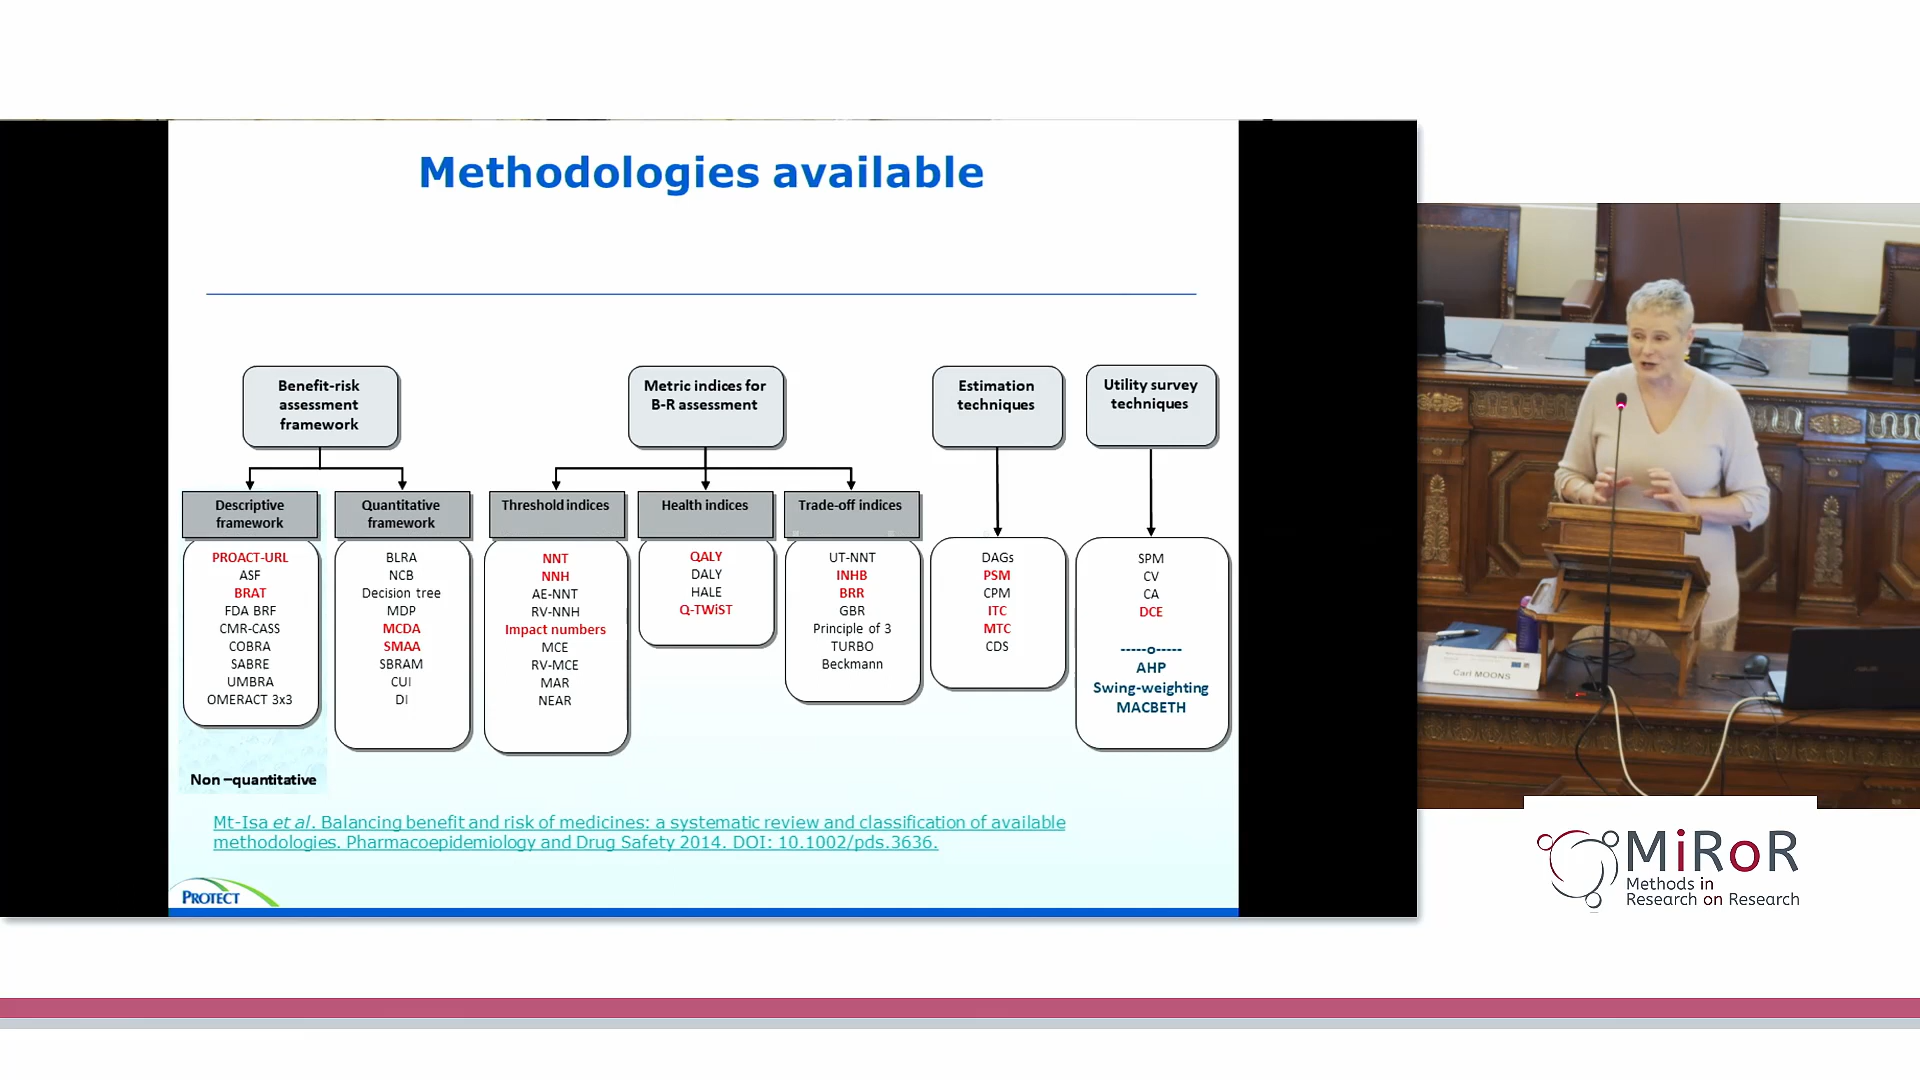 Methodologies available
Benefit-risk
assessment
framework
Metric indices for
B-R assessment
Estimation
techniques
Utility survey
techniques
Descriptive
framework
Quantitative
framework
Threshold indices
Health indices
Trade-off indices
PROACT-URL
ASF
BRAT
FDA BRF
CMR-CASS
COBRA
SABRE
UMBRA
OMERACT 3x3
BLRA
NCB
Decision tree
MDP
MCDA
SMAA
SBRAM
CUI
DI
NNT
NNH
AE-NNT
RV-NNH
Impact numbers
MCE
RV-MCE
MAR
NEAR
QALY
DALY
HALE
Q-TWiST
UT-NNT
INHB
BRR
GBR
Principle of 3
TURBO
Beckmann
DAGs
PSM
CPM
ITC
MTC
CDS
SPM
CV
CA
DCE
-----o-----
AHP
Swing-weighting
MACBETH
Non –quantitative
Mt-Isa et al. Balancing benefit and risk of medicines: a systematic review and classification of available
methodologies. Pharmacoepidemiology and Drug Safety 2014. DOI: 10.1002/pds.3636.
PROTECT
Carl MOONS
MiRoR
Methods in
Research on Research